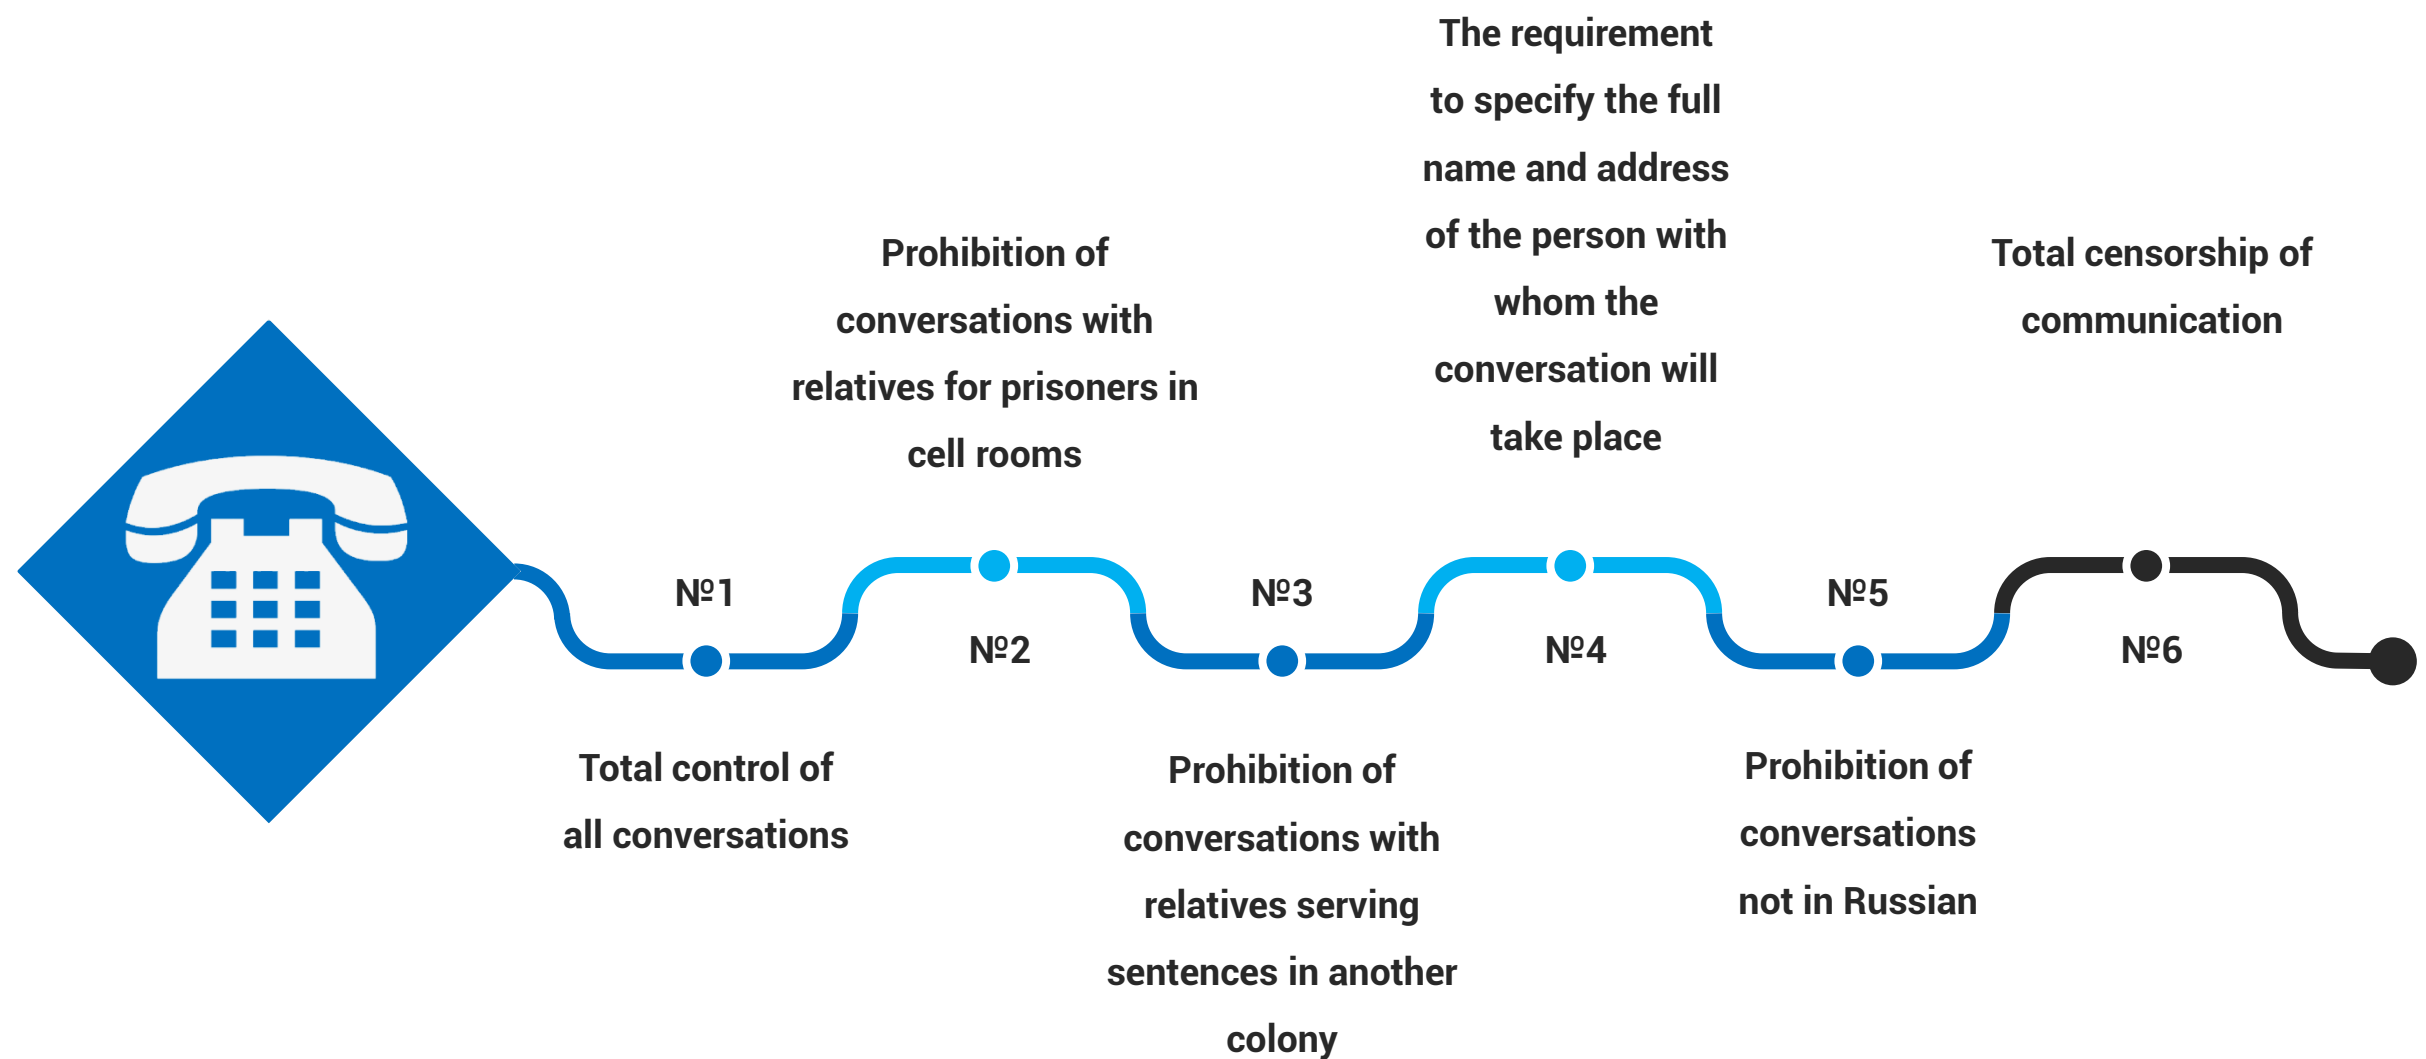 №1
Total control of
all conversations
Prohibition of
conversations with
relatives for prisoners in
cell rooms
№2
№3
Prohibition of
conversations with
relatives serving
sentences in another
colony
The requirement
to specify the full
name and address
of the person with
whom the
conversation will
take place
№4
№5
Prohibition of
conversations
not in Russian
Total censorship of
communication
№6